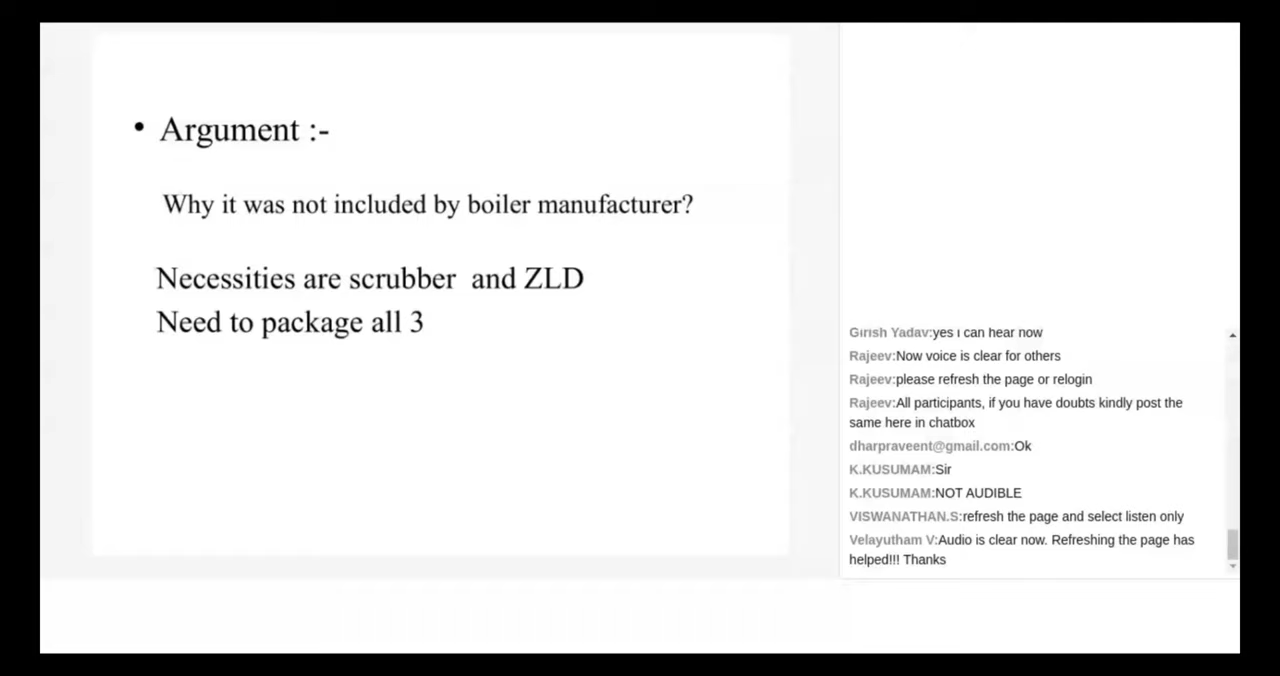 • Argument :-
Why it was not included by boiler manufacturer?
Necessities are scrubber and ZLD
Need to package all 3
Girish Yadav:yes i can hear now
Rajeev:Now voice is clear for others
Rajeev:please refresh the page or relogin
Rajeev:All participants, if you have doubts kindly post the
same here in chatbox
dharpraveent@gmail.com:Ok
K.KUSUMAM:Sir
K.KUSUMAM:NOT AUDIBLE
VISWANATHAN.S:refresh the page and select listen only
Velayutham V:Audio is clear now. Refreshing the page has
helped!!! Thanks